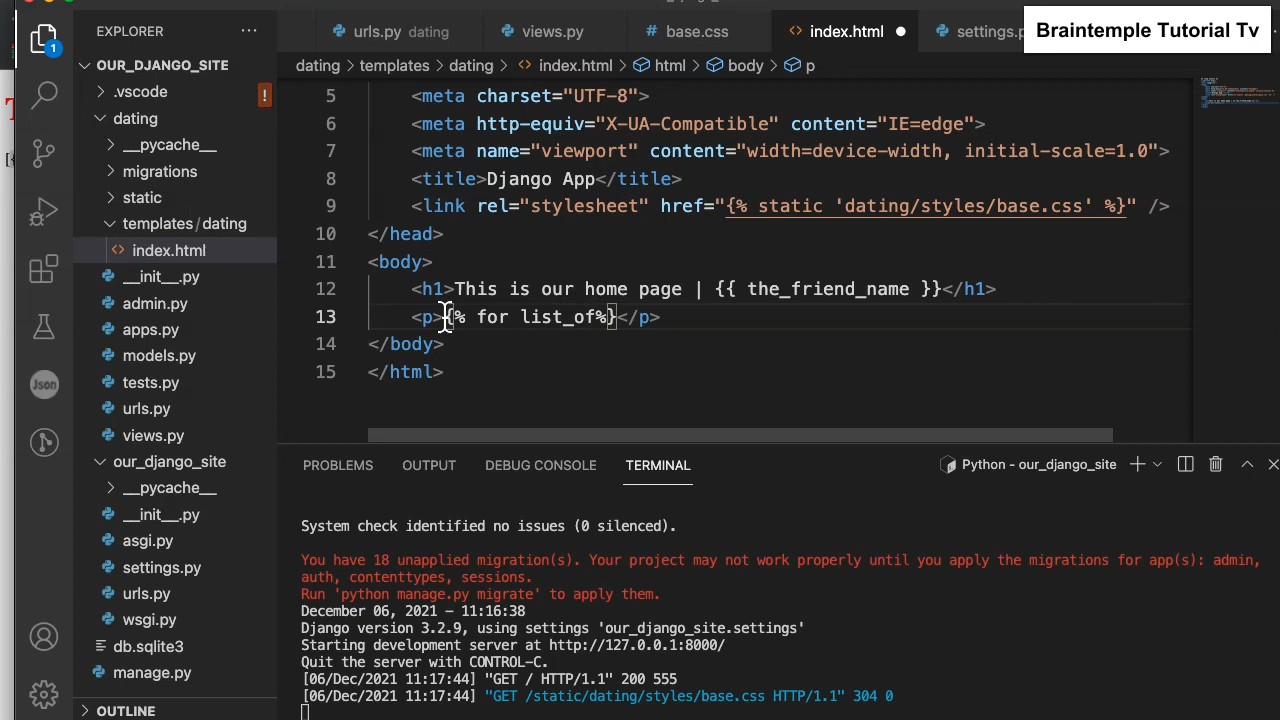 Braintemple Tutorial Tv
EXPLORER
urls.py dating
views.py
base.css
index.html
settings.p
OUR_DJANGO_SITE
dating > templates > dating > index.html > html > body > p
.vscode
dating
__pycache__
migrations
static
templates/dating
index.html
__init__.py
admin.py
apps.py
models.py
tests.py
urls.py
views.py
our_django_site
__pycache__
__init__.py
asgi.py
settings.py
urls.py
wsgi.py
db.sqlite3
manage.py
OUTLINE
1
!
Json
5 <meta charset="UTF-8">
6 <meta http-equiv="X-UA-Compatible" content="IE=edge">
7 <meta name="viewport" content="width=device-width, initial-scale=1.0">
8 <title>Django App</title>
9 <link rel="stylesheet" href="{% static 'dating/styles/base.css' %}" />
10 </head>
11 <body>
12 <h1>This is our home page | {{ the_friend_name }}</h1>
13 <p>{% for list_of%}</p>
14 </body>
15 </html>
PROBLEMS OUTPUT DEBUG CONSOLE TERMINAL
Python - our_django_site
System check identified no issues (0 silenced).
You have 18 unapplied migration(s). Your project may not work properly until you apply the migrations for app(s): admin,
auth, contenttypes, sessions.
Run 'python manage.py migrate' to apply them.
December 06, 2021 - 11:16:38
Django version 3.2.9, using settings 'our_django_site.settings'
Starting development server at http://127.0.0.1:8000/
Quit the server with CONTROL-C.
[06/Dec/2021 11:17:44] "GET / HTTP/1.1" 200 555
[06/Dec/2021 11:17:44] "GET /static/dating/styles/base.css HTTP/1.1" 304 0